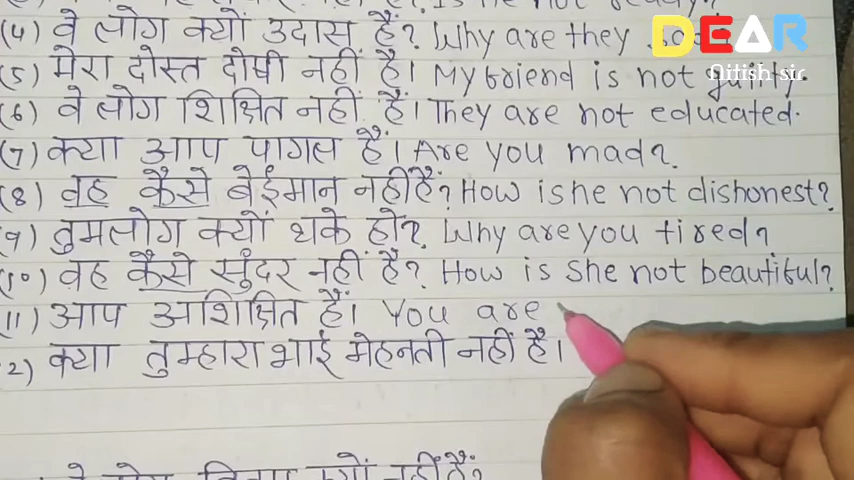 DEAR
Nitish sir
(4) वे लोग क्यों उदास हैं? Why are they sad?
(5) मेरा दोस्त दोषी नहीं है। My friend is not guilty.
(6) वे लोग शिक्षित नहीं हैं। They are not educated.
(7) क्या आप पागल हैं। Are you mad?
(8) वह कैसे बेईमान नहीं हैं? How is he not dishonest?
(9) तुमलोग क्यों थके हो? Why are you tired?
(10) वह कैसे सुंदर नहीं है? How is she not beautiful?
(11) आप अशिक्षित हैं। You are
2) क्या तुम्हारा भाई मेहनती नहीं है।